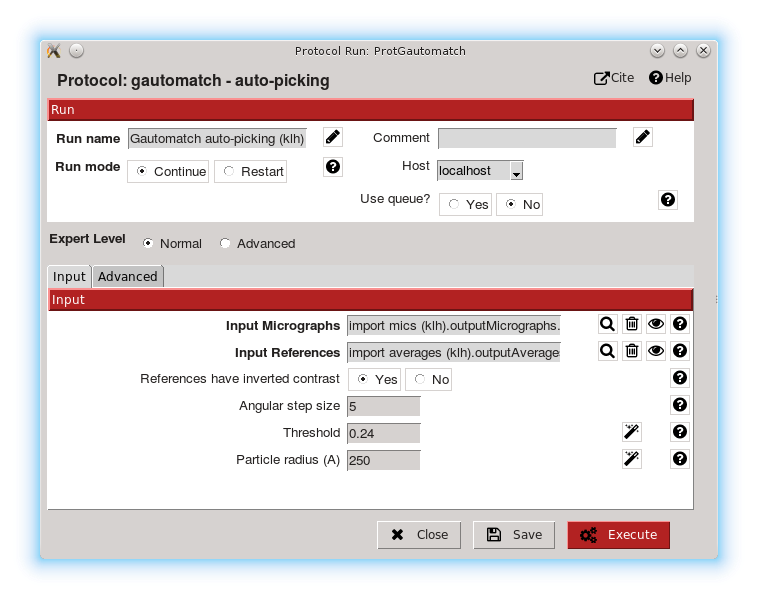 Protocol Run: ProtGautomatch
Protocol: gautomatch - auto-picking
Cite
Help
Run
Run name Gautomatch auto-picking (klh) Comment
Run mode Continue Restart Host localhost
Use queue? Yes No
Expert Level Normal Advanced
Input Advanced
Input
Input Micrographs import mics (klh).outputMicrographs.
Input References import averages (klh).outputAverage
References have inverted contrast Yes No
Angular step size 5
Threshold 0.24
Particle radius (A) 250
Close Save Execute